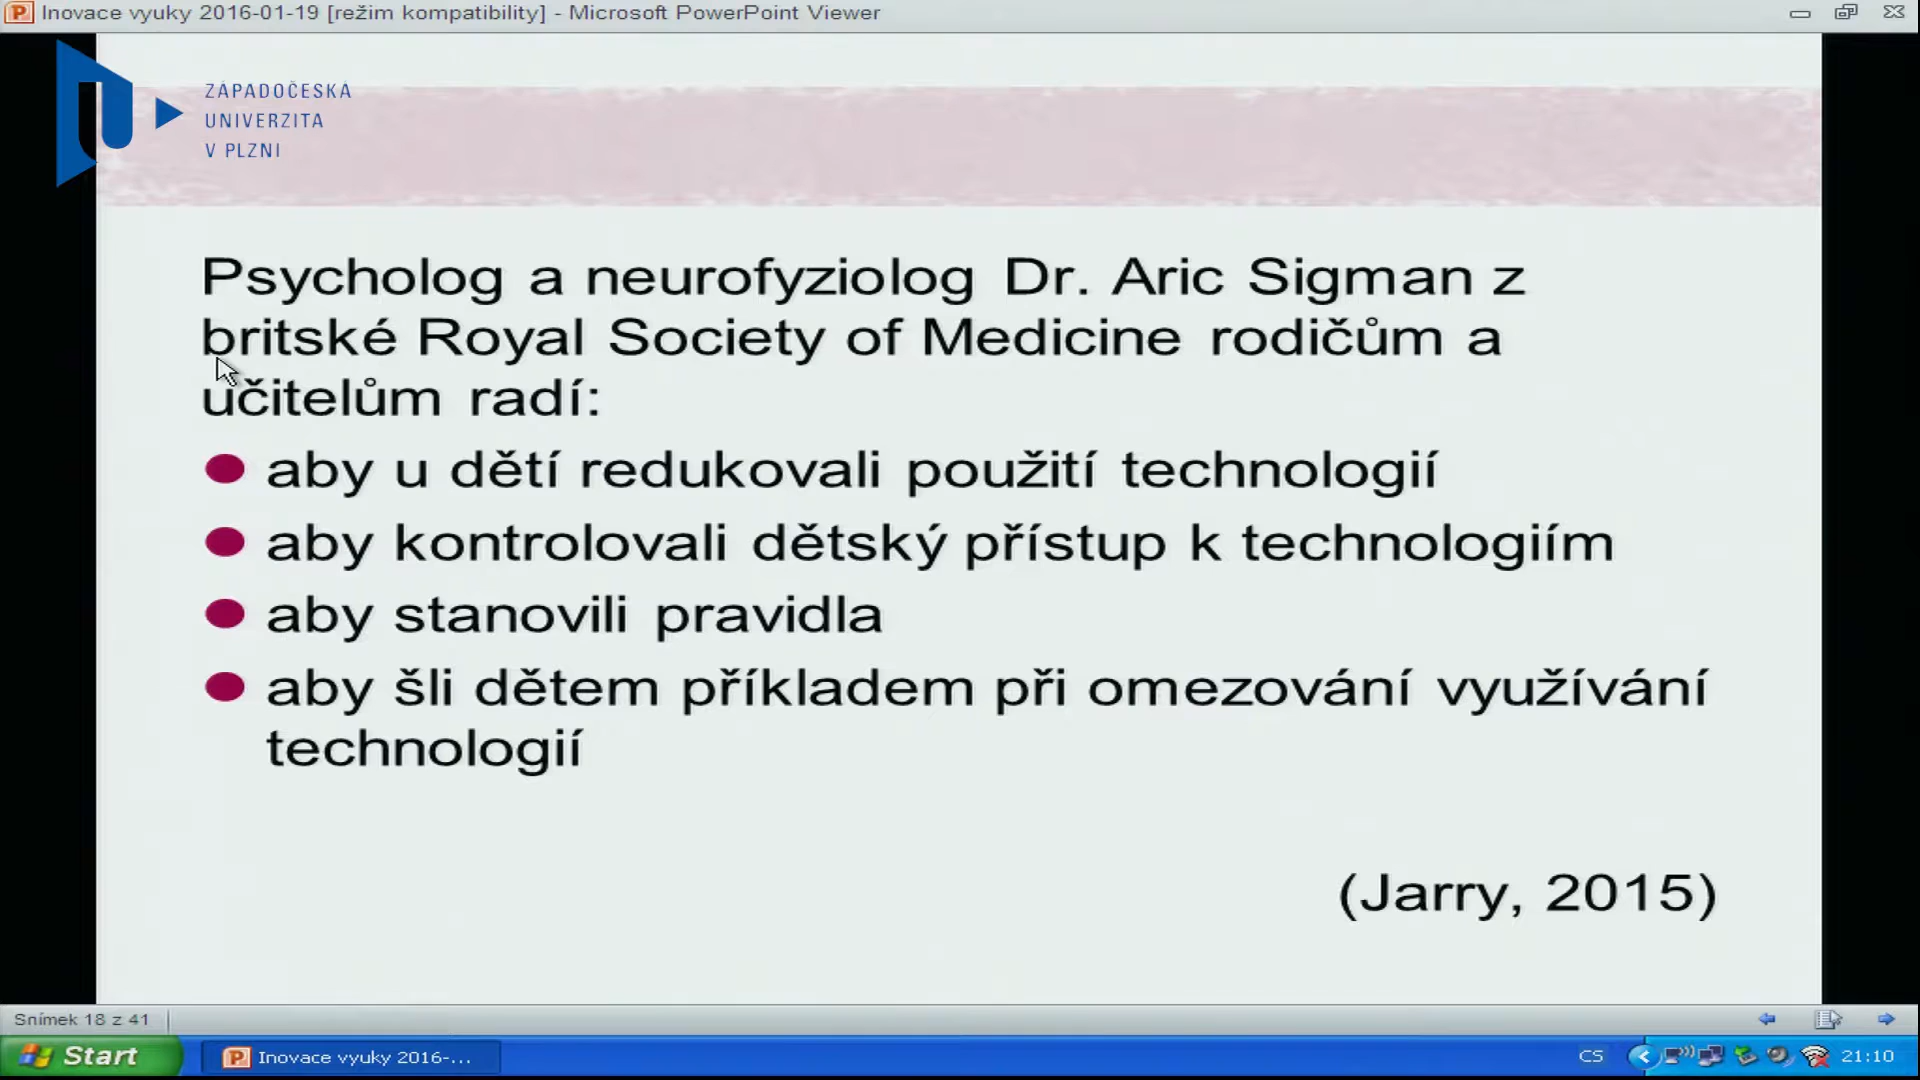 Inovace vyuky 2016-01-19 [režim kompatibility] - Microsoft PowerPoint Viewer
ZÁPADOČESKÁ
UNIVERZITA
V PLZNI
Psycholog a neurofyziolog Dr. Aric Sigman z
britské Royal Society of Medicine rodičům a
učitelům radí:
aby u dětí redukovali použití technologií
aby kontrolovali dětský přístup k technologiím
aby stanovili pravidla
aby šli dětem příkladem při omezování využívání
technologií
(Jarry, 2015)
Snímek 18 z 41
Start
Inovace vyuky 2016-...
CS
21:10